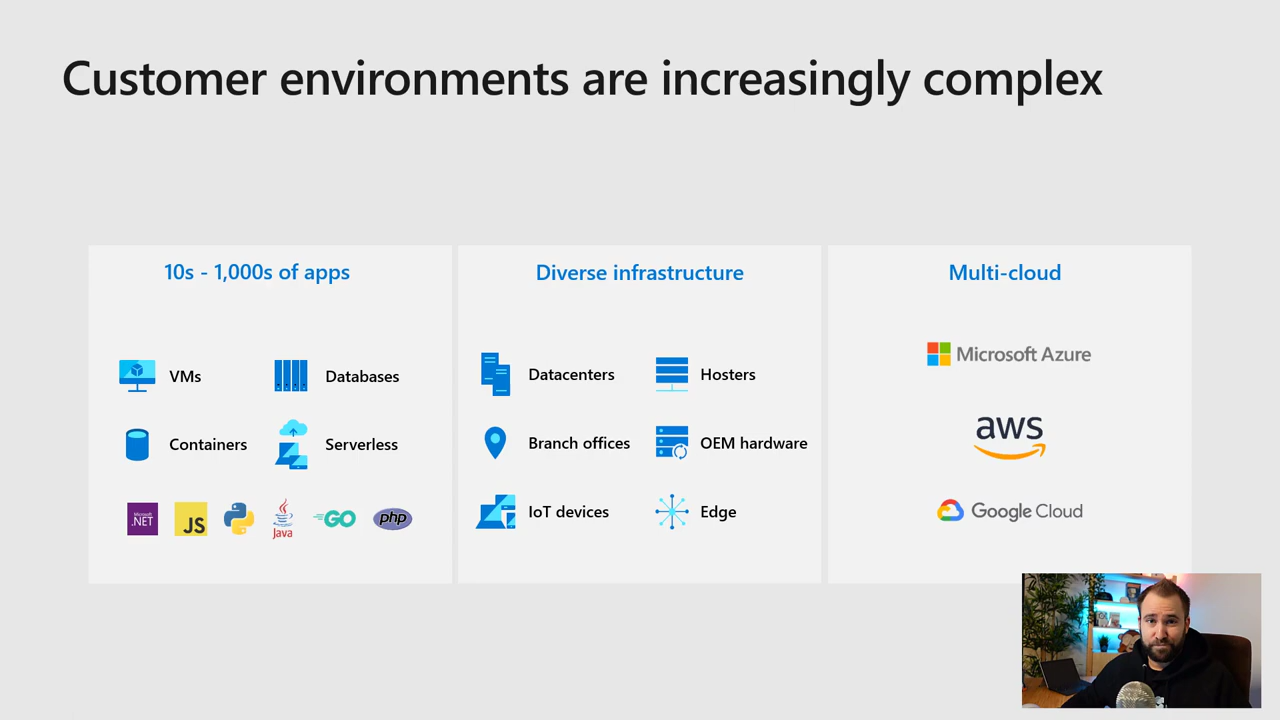 Customer environments are increasingly complex
10s - 1,000s of apps
VMs
Databases
Containers
Serverless
Microsoft
.NET
JS
Java
GO
php
Diverse infrastructure
Datacenters
Hosters
Branch offices
OEM hardware
IoT devices
Edge
Multi-cloud
Microsoft Azure
aws
Google Cloud